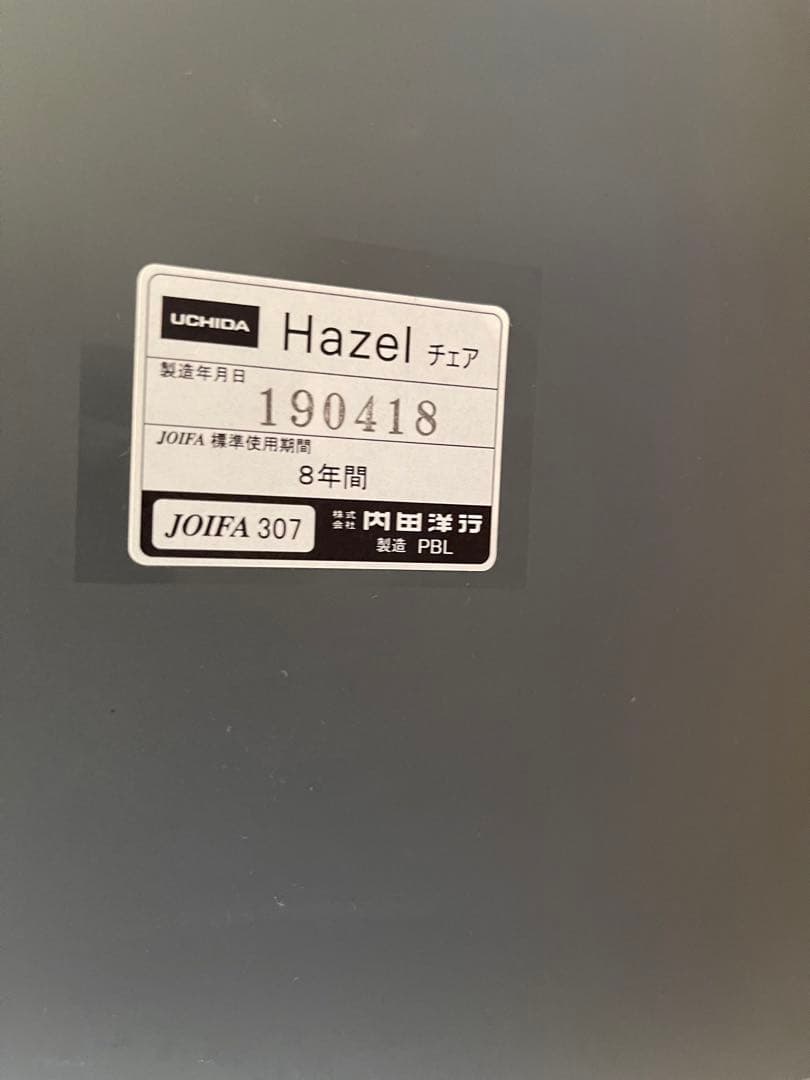 UCHIDA Hazel チェア
製造年月日
190418
JOIFA 標準使用期間
8年間
JOIFA 307 株式会社 内田洋行
製造 PBL